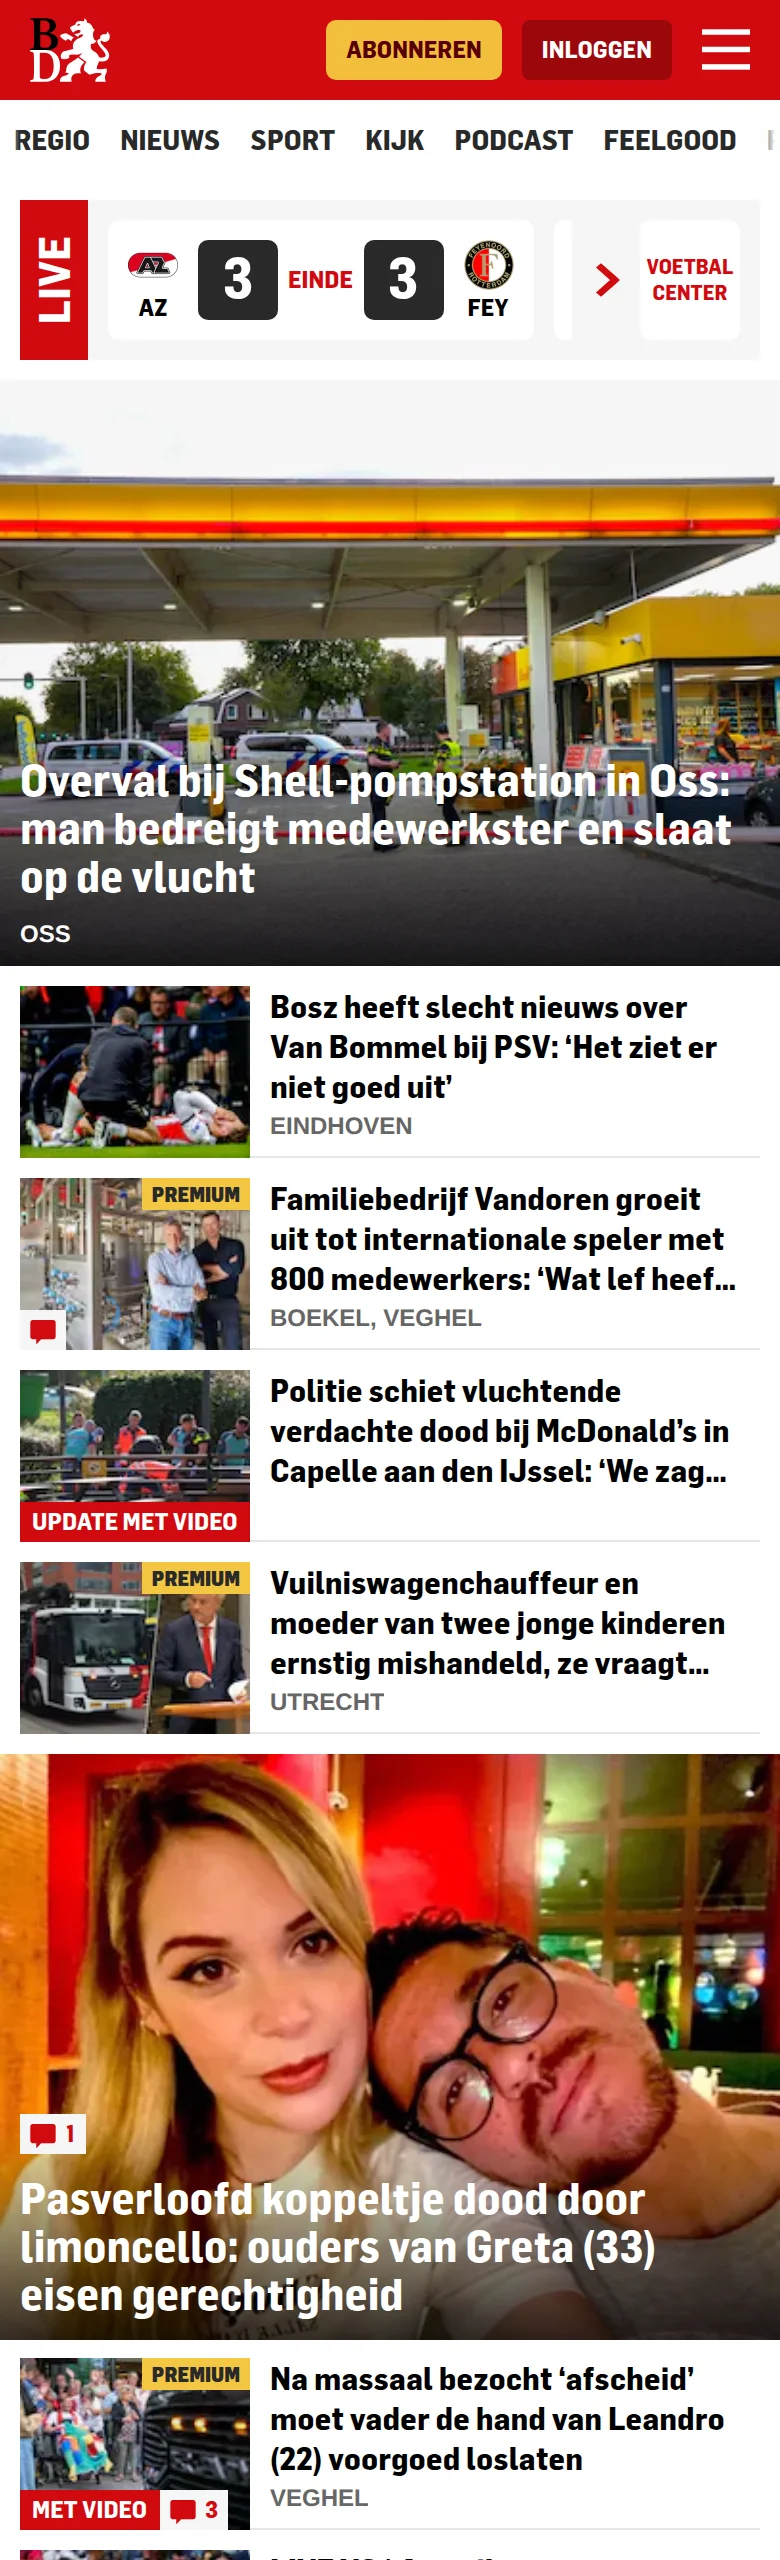 BD
ABONNEREN
INLOGGEN
REGIO NIEUWS SPORT KIJK PODCAST FEELGOOD
LIVE
AZ
AZ
3
EINDE
3
FEYENOORD
ROTTERDAM
FEY
VOETBAL
CENTER
Overval bij Shell-pompstation in Oss:
man bedreigt medewerkster en slaat
op de vlucht
OSS
Bosz heeft slecht nieuws over
Van Bommel bij PSV: ‘Het ziet er
niet goed uit’
EINDHOVEN
PREMIUM
Familiebedrijf Vandoren groeit
uit tot internationale speler met
800 medewerkers: ‘Wat lef heef...
BOEKEL, VEGHEL
Politie schiet vluchtende
verdachte dood bij McDonald’s in
Capelle aan den IJssel: ‘We zag...
UPDATE MET VIDEO
PREMIUM
Vuilniswagenchauffeur en
moeder van twee jonge kinderen
ernstig mishandeld, ze vraagt...
UTRECHT
1
Pasverloofd koppeltje dood door
limoncello: ouders van Greta (33)
eisen gerechtigheid
PREMIUM
Na massaal bezocht ‘afscheid’
moet vader de hand van Leandro
(22) voorgoed loslaten
VEGHEL
MET VIDEO
3